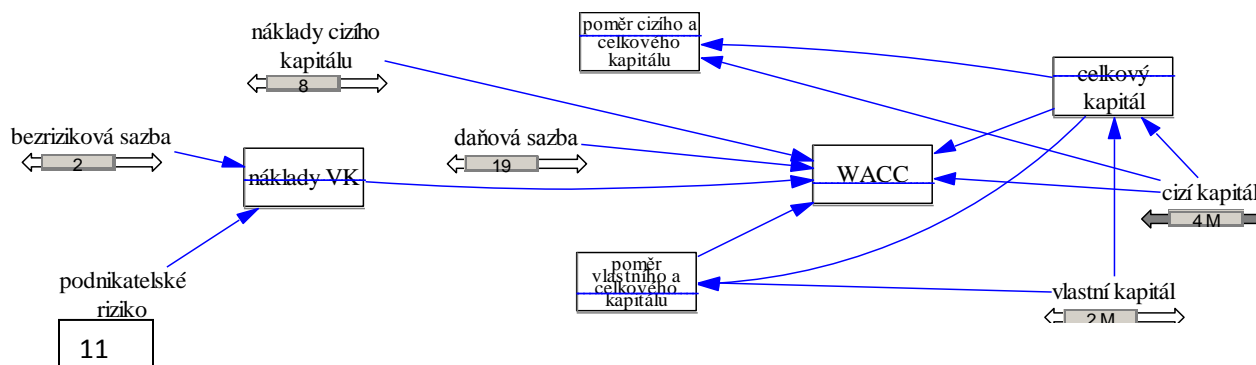 náklady cizího
kapitálu
8
poměr cizího a
celkového
kapitálu
celkový
kapitál
bezriziková sazba
2
náklady VK
daňová sazba
19
WACC
cizí kapitál
4 M
podnikatelské
riziko
11
poměr
vlastního a
celkového
kapitálu
vlastní kapitál
2 M